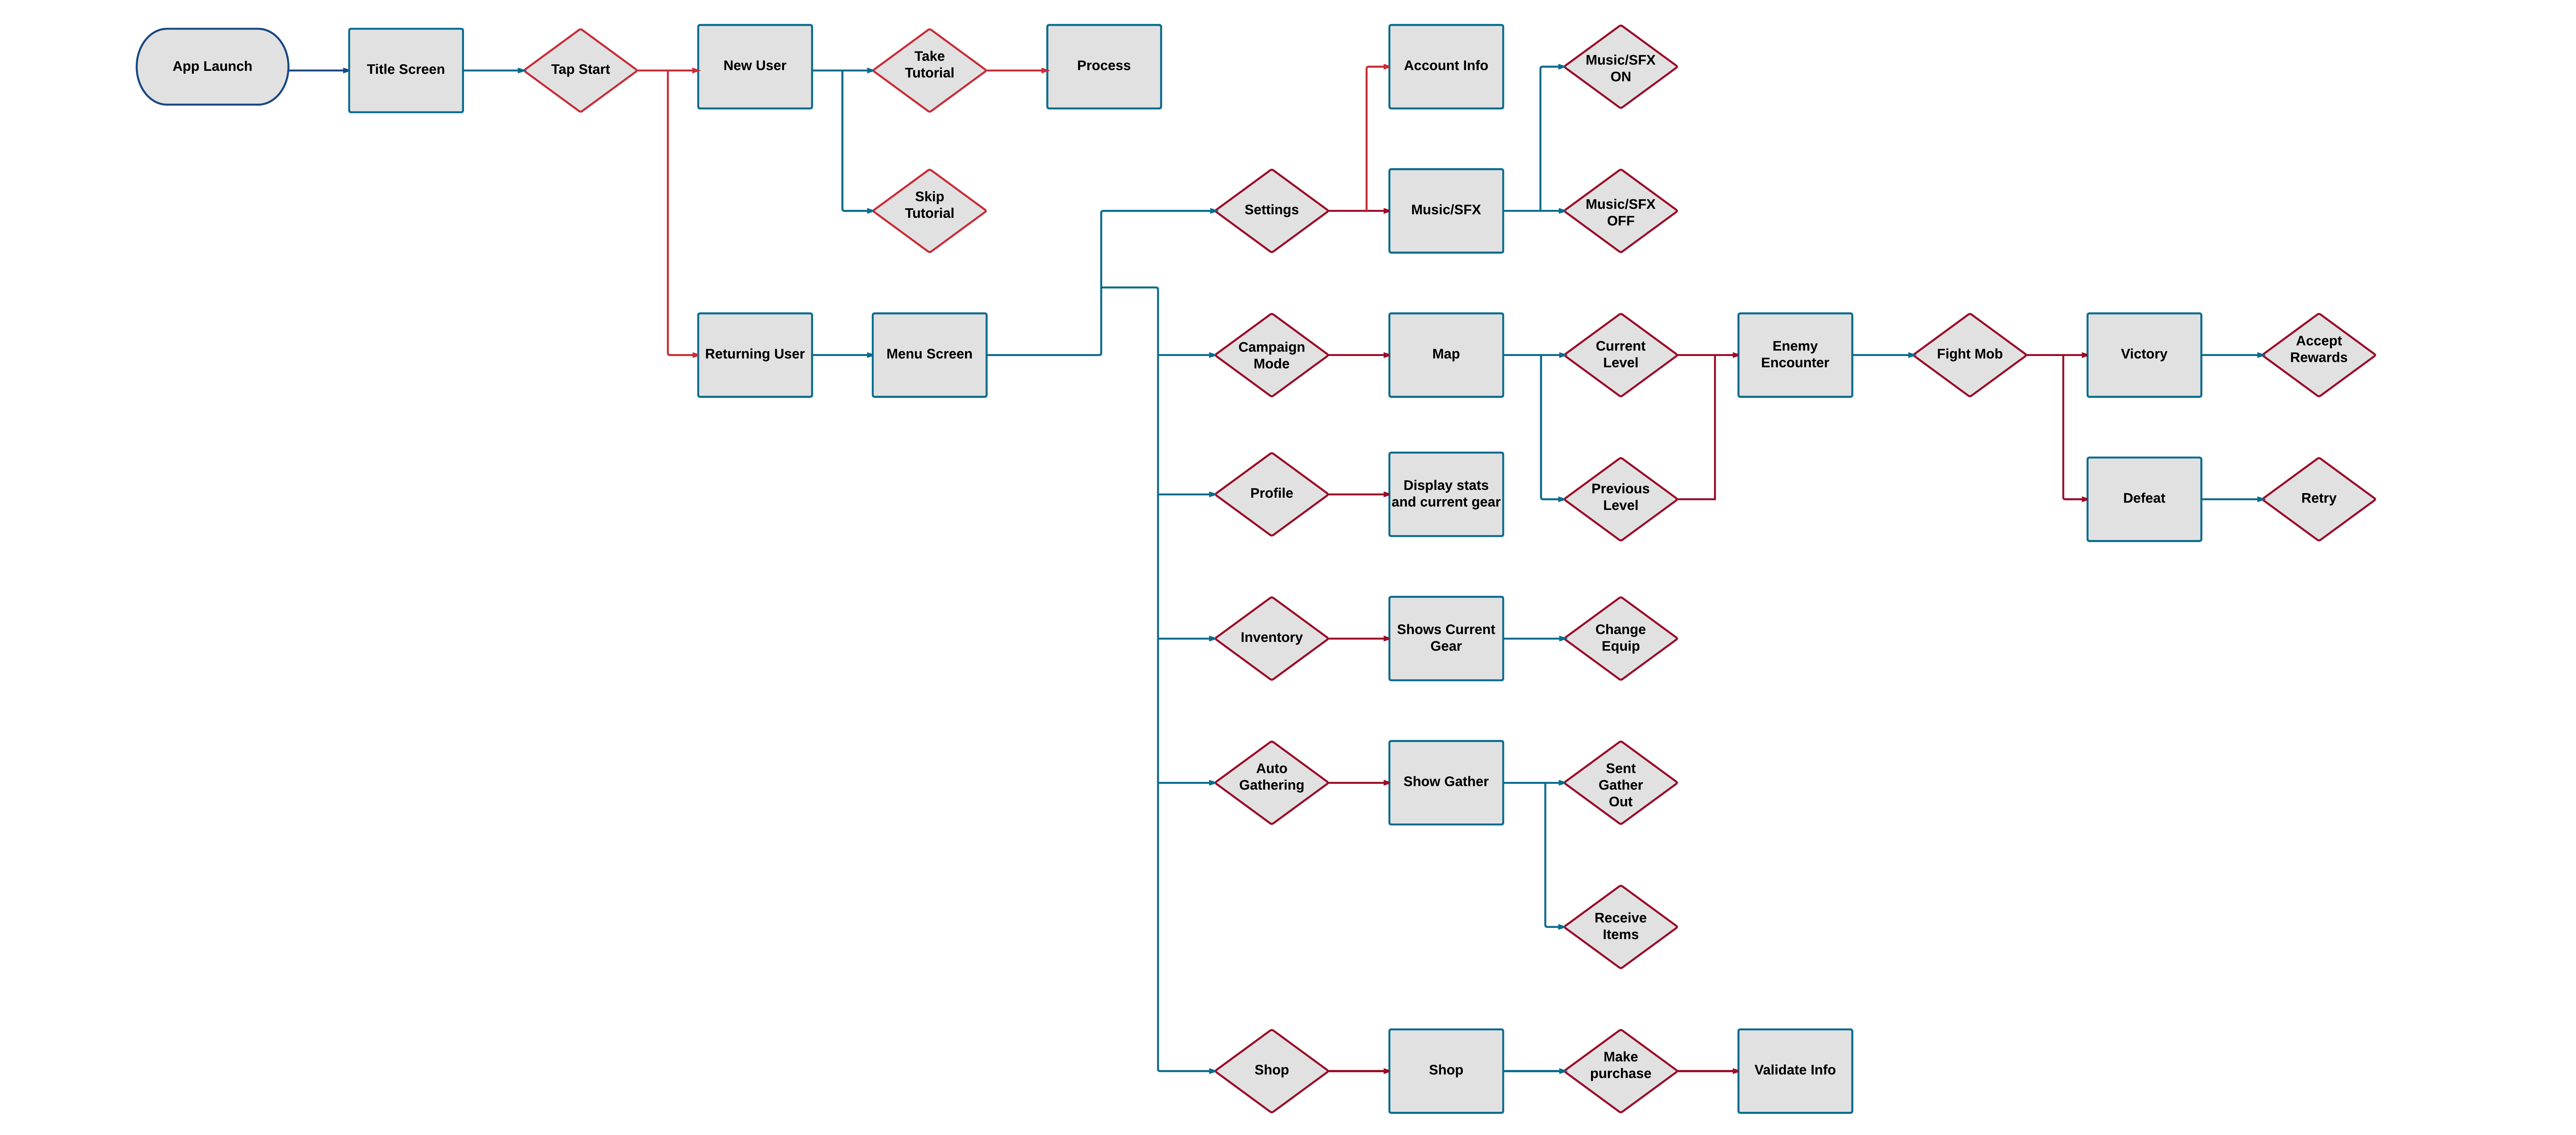 App Launch
Title Screen
Tap Start
New User
Take
Tutorial
Process
Account Info
Music/SFX
ON
Skip
Tutorial
Settings
Music/SFX
Music/SFX
OFF
Returning User
Menu Screen
Campaign
Mode
Map
Current
Level
Enemy
Encounter
Fight Mob
Victory
Accept
Rewards
Profile
Display stats
and current gear
Previous
Level
Defeat
Retry
Inventory
Shows Current
Gear
Change
Equip
Auto
Gathering
Show Gather
Sent
Gather
Out
Receive
Items
Shop
Shop
Make
purchase
Validate Info